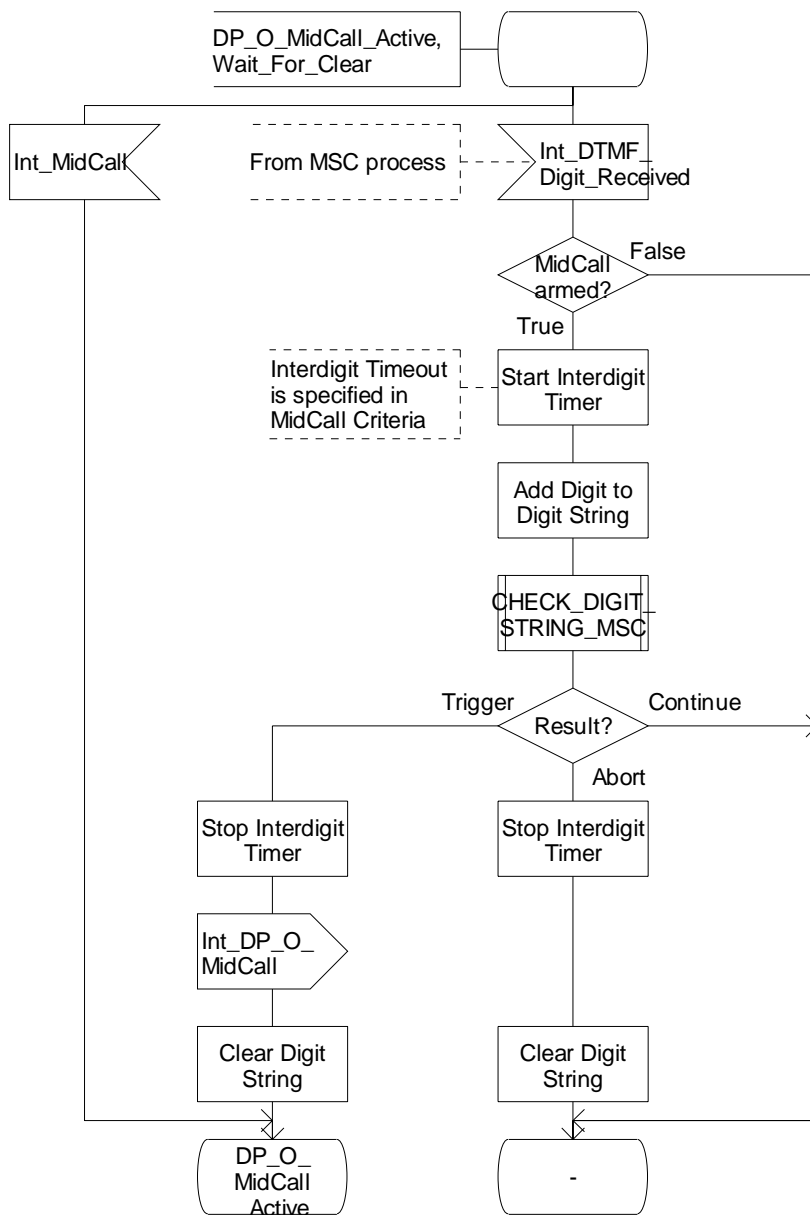 DP_O_MidCall_Active,
Wait_For_Clear
Int_MidCall
From MSC process
Int_DTMF_
Digit_Received
MidCall
armed?
False
True
Interdigit Timeout
is specified in
MidCall Criteria
Start Interdigit
Timer
Add Digit to
Digit String
CHECK_DIGIT_
STRING_MSC
Trigger
Result?
Continue
Abort
Stop Interdigit
Timer
Stop Interdigit
Timer
Int_DP_O_
MidCall
Clear Digit
String
Clear Digit
String
DP_O_
MidCall
_Active
-